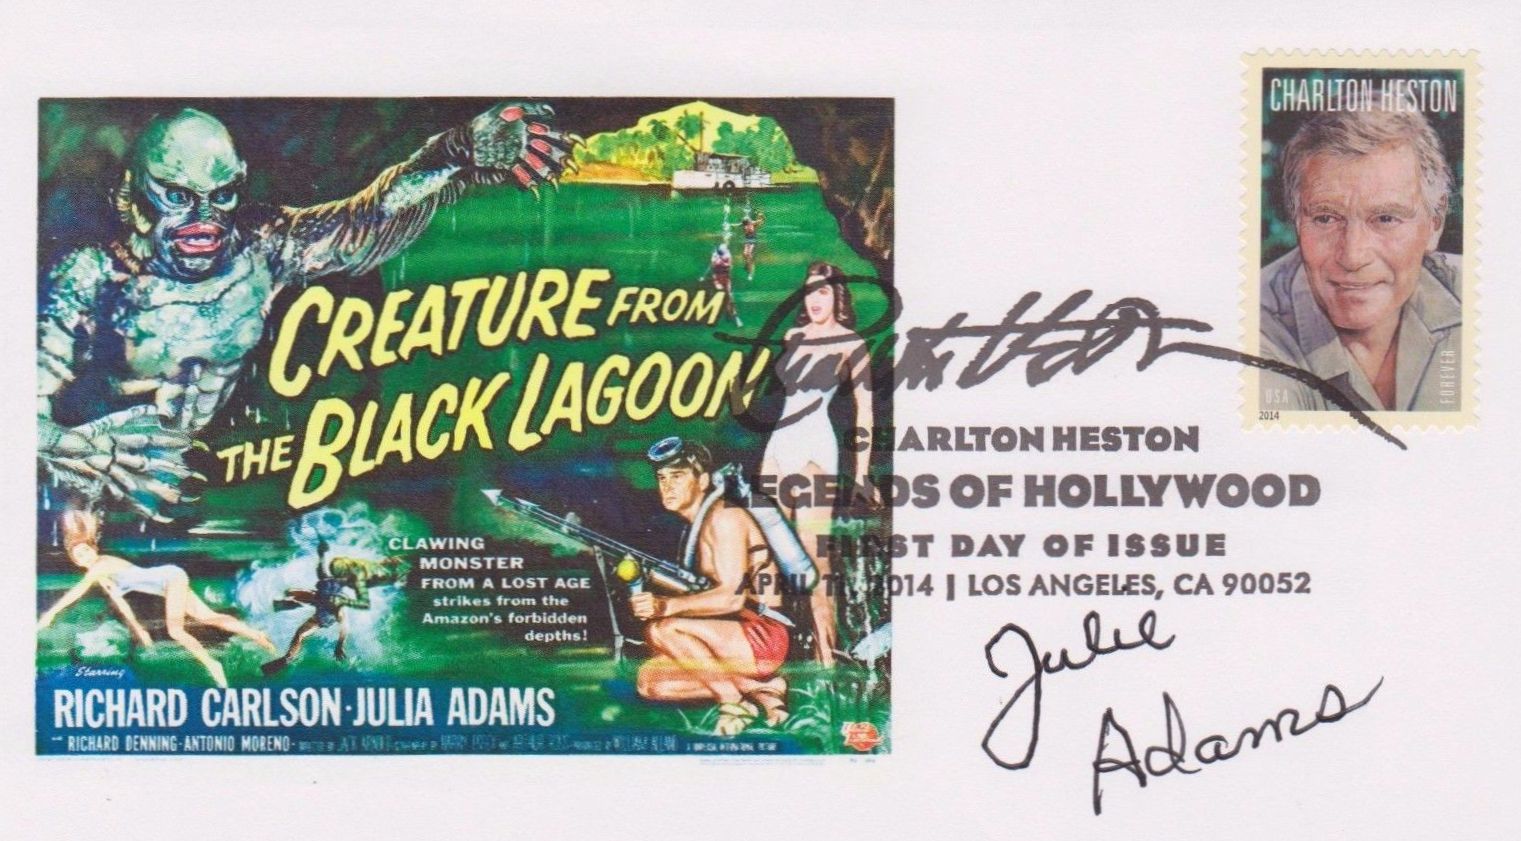 CREATURE FROM
THE BLACK LAGOON
CLAWING
MONSTER
FROM A LOST AGE
strikes from the
Amazon's forbidden
depths!
Starring
RICHARD CARLSON · JULIA ADAMS
RICHARD DENNING · ANTONIO MORENO ·
CHARLTON HESTON
USA
FOREVER
2014
CHARLTON HESTON
LEGENDS OF HOLLYWOOD
FIRST DAY OF ISSUE
APRIL 11, 2014 | LOS ANGELES, CA 90052
Julie
Adams